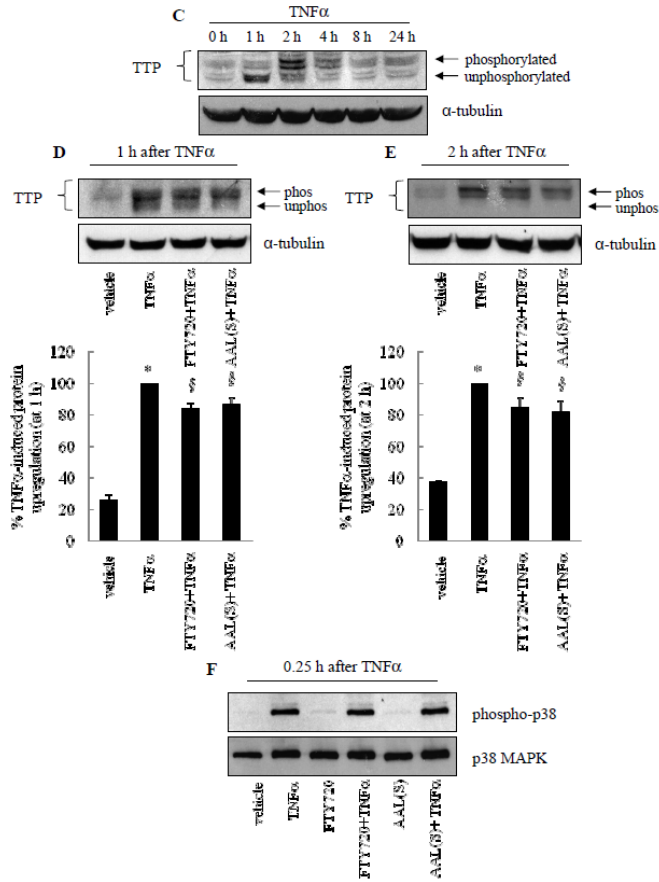 C
TNFα
0 h 1 h 2 h 4 h 8 h 24 h
TTP
phosphorylated
unphosphorylated
α-tubulin
D
1 h after TNFα
TTP
phos
unphos
α-tubulin
vehicle
TNFα
FTY720+TNFα
AAL(S)+TNFα
% TNFα-induced protein
upregulation (at 1 h)
120
100
80
60
40
20
0
*
vehicle
TNFα
FTY720+TNFα
AAL(S)+TNFα
E
2 h after TNFα
TTP
phos
unphos
α-tubulin
vehicle
TNFα
FTY720+TNFα
AAL(S)+TNFα
% TNFα-induced protein
upregulation (at 2 h)
120
100
80
60
40
20
0
*
vehicle
TNFα
FTY720+TNFα
AAL(S)+TNFα
F
0.25 h after TNFα
phospho-p38
p38 MAPK
vehicle
TNFα
FTY720
FTY720+TNFα
AAL(S)
AAL(S)+TNFα